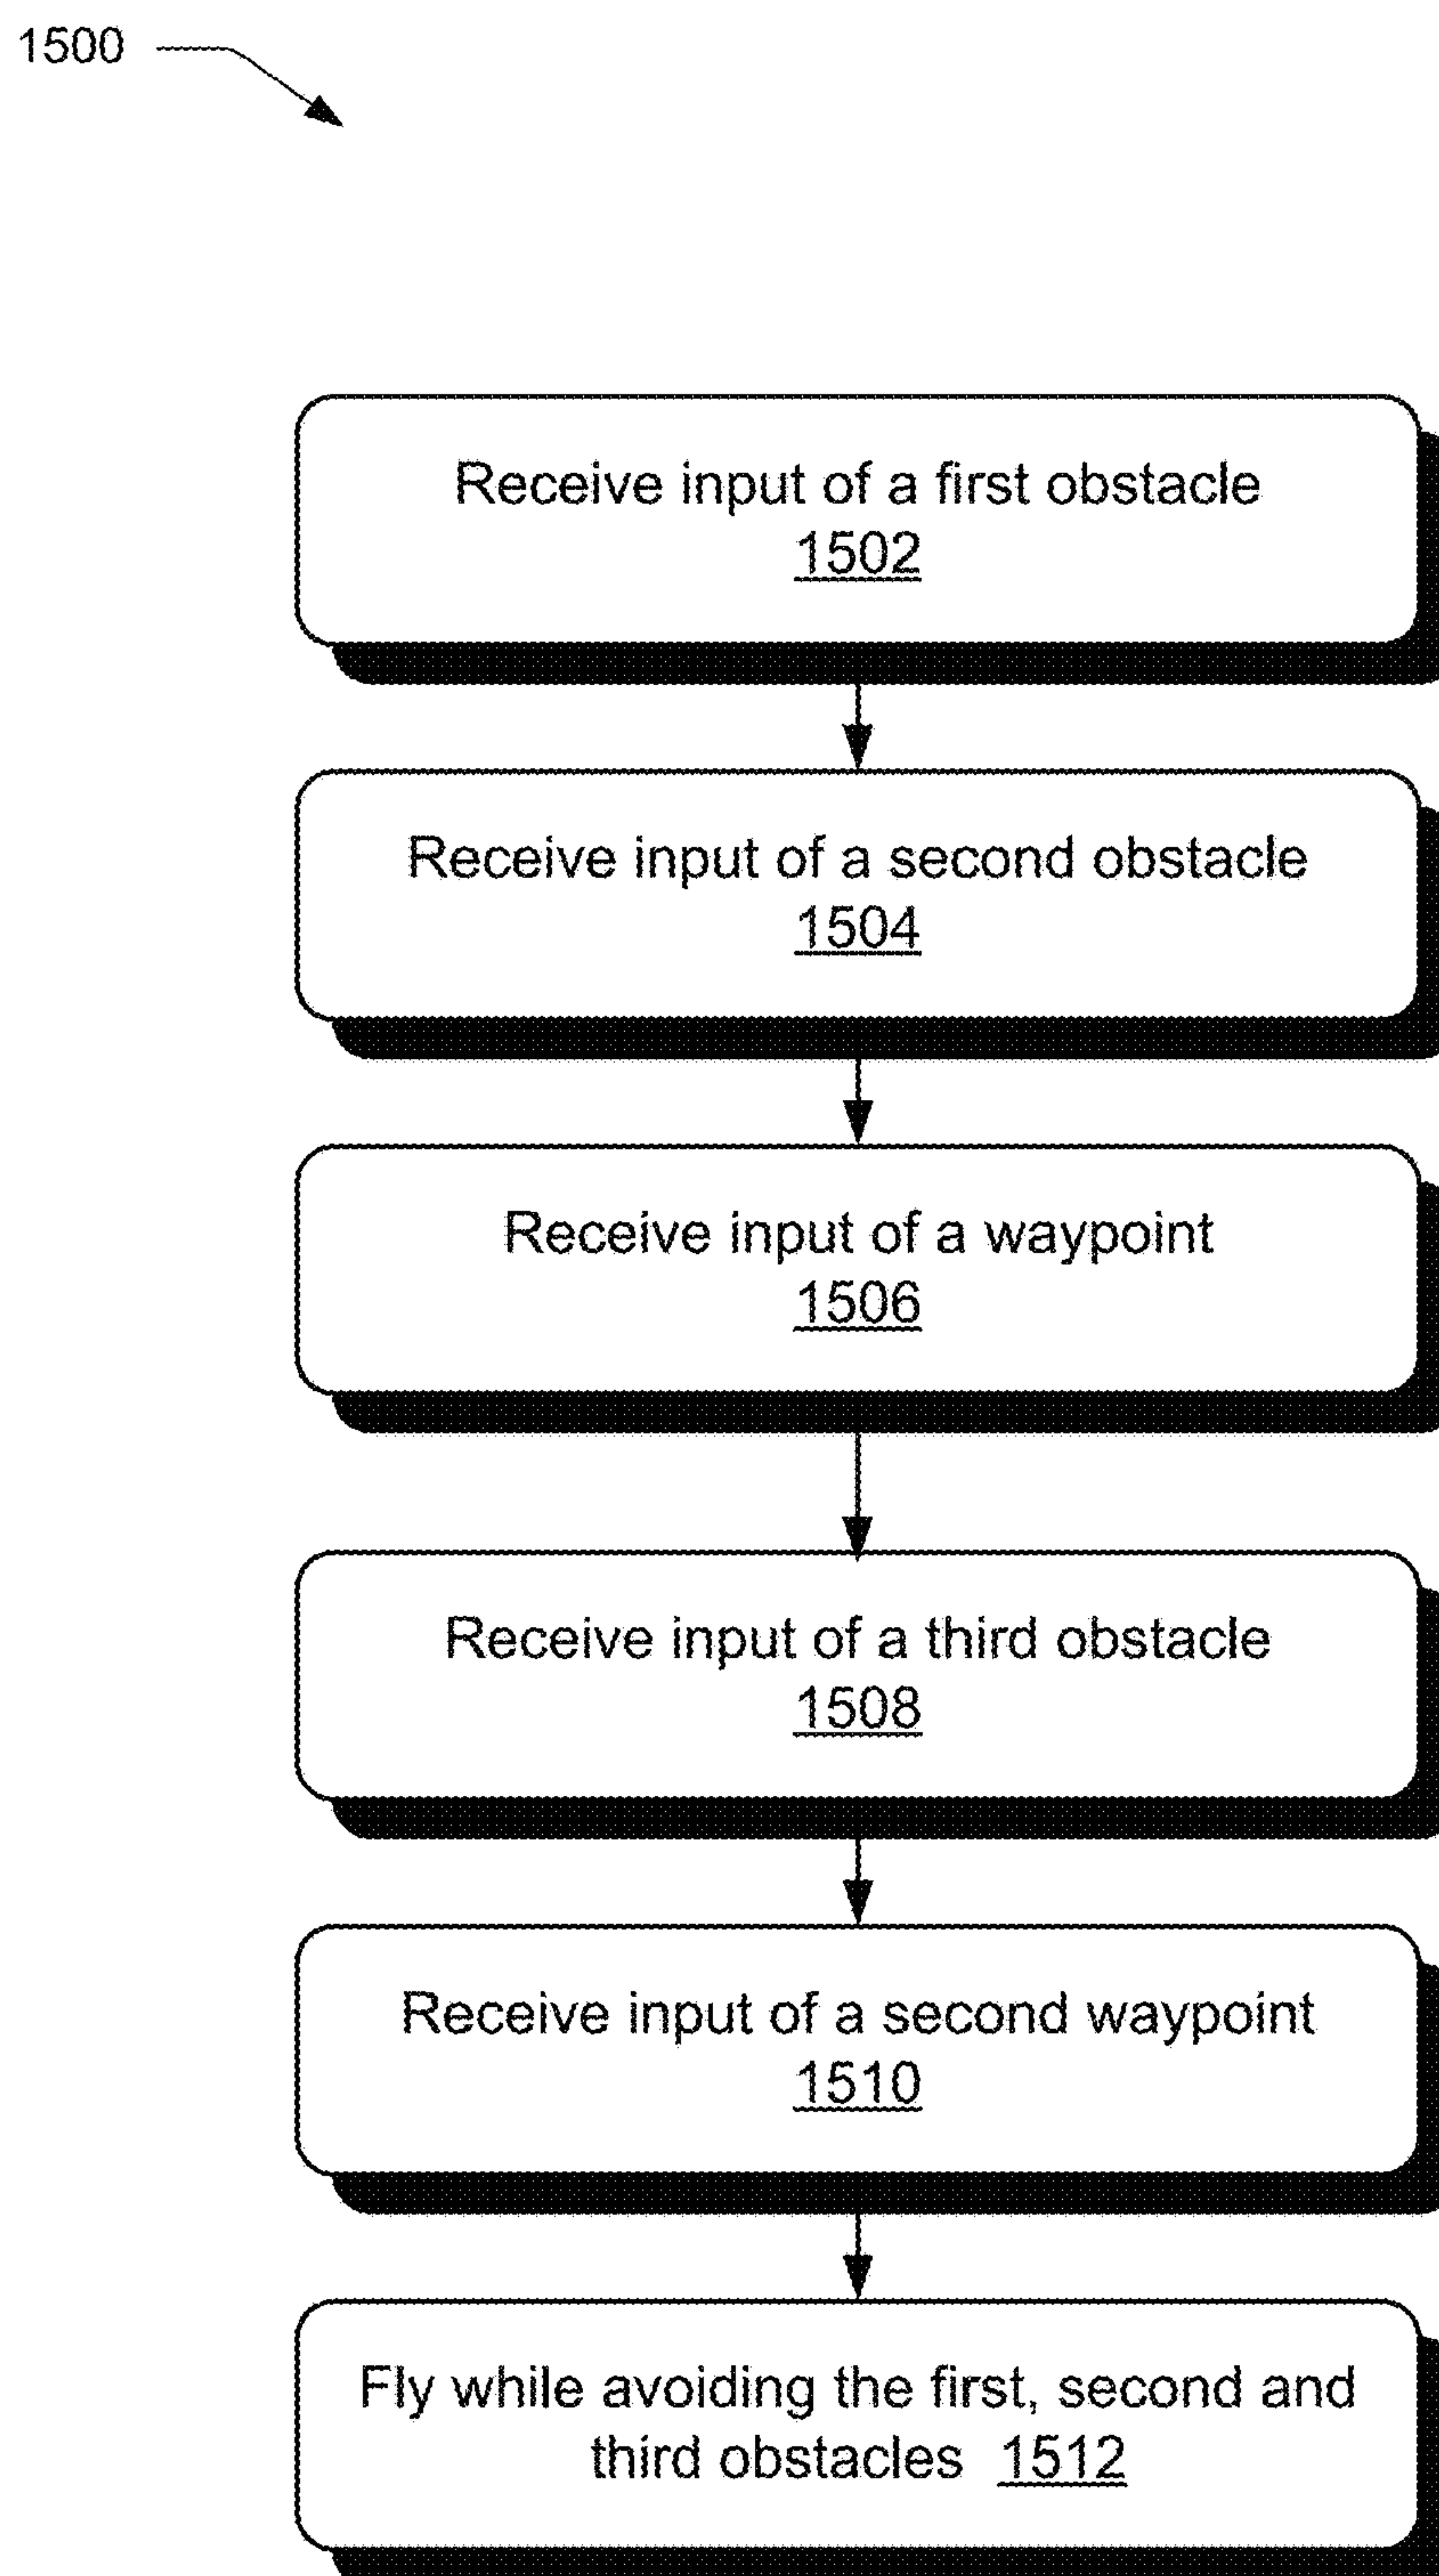 1500
Receive input of a first obstacle
1502
Receive input of a second obstacle
1504
Receive input of a waypoint
1506
Receive input of a third obstacle
1508
Receive input of a second waypoint
1510
Fly while avoiding the first, second and
third obstacles 1512